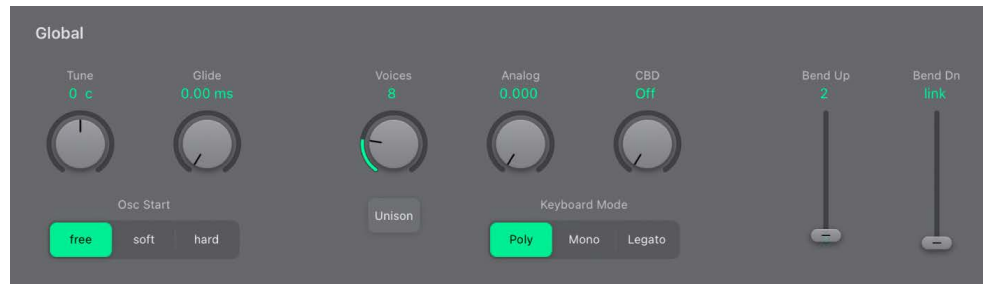 Global
Tune Glide Voices Analog CBD Bend Up Bend Dn
0 c 0.00 ms 8 0.000 Off 2 link
Osc Start Keyboard Mode
Unison
free soft hard Poly Mono Legato